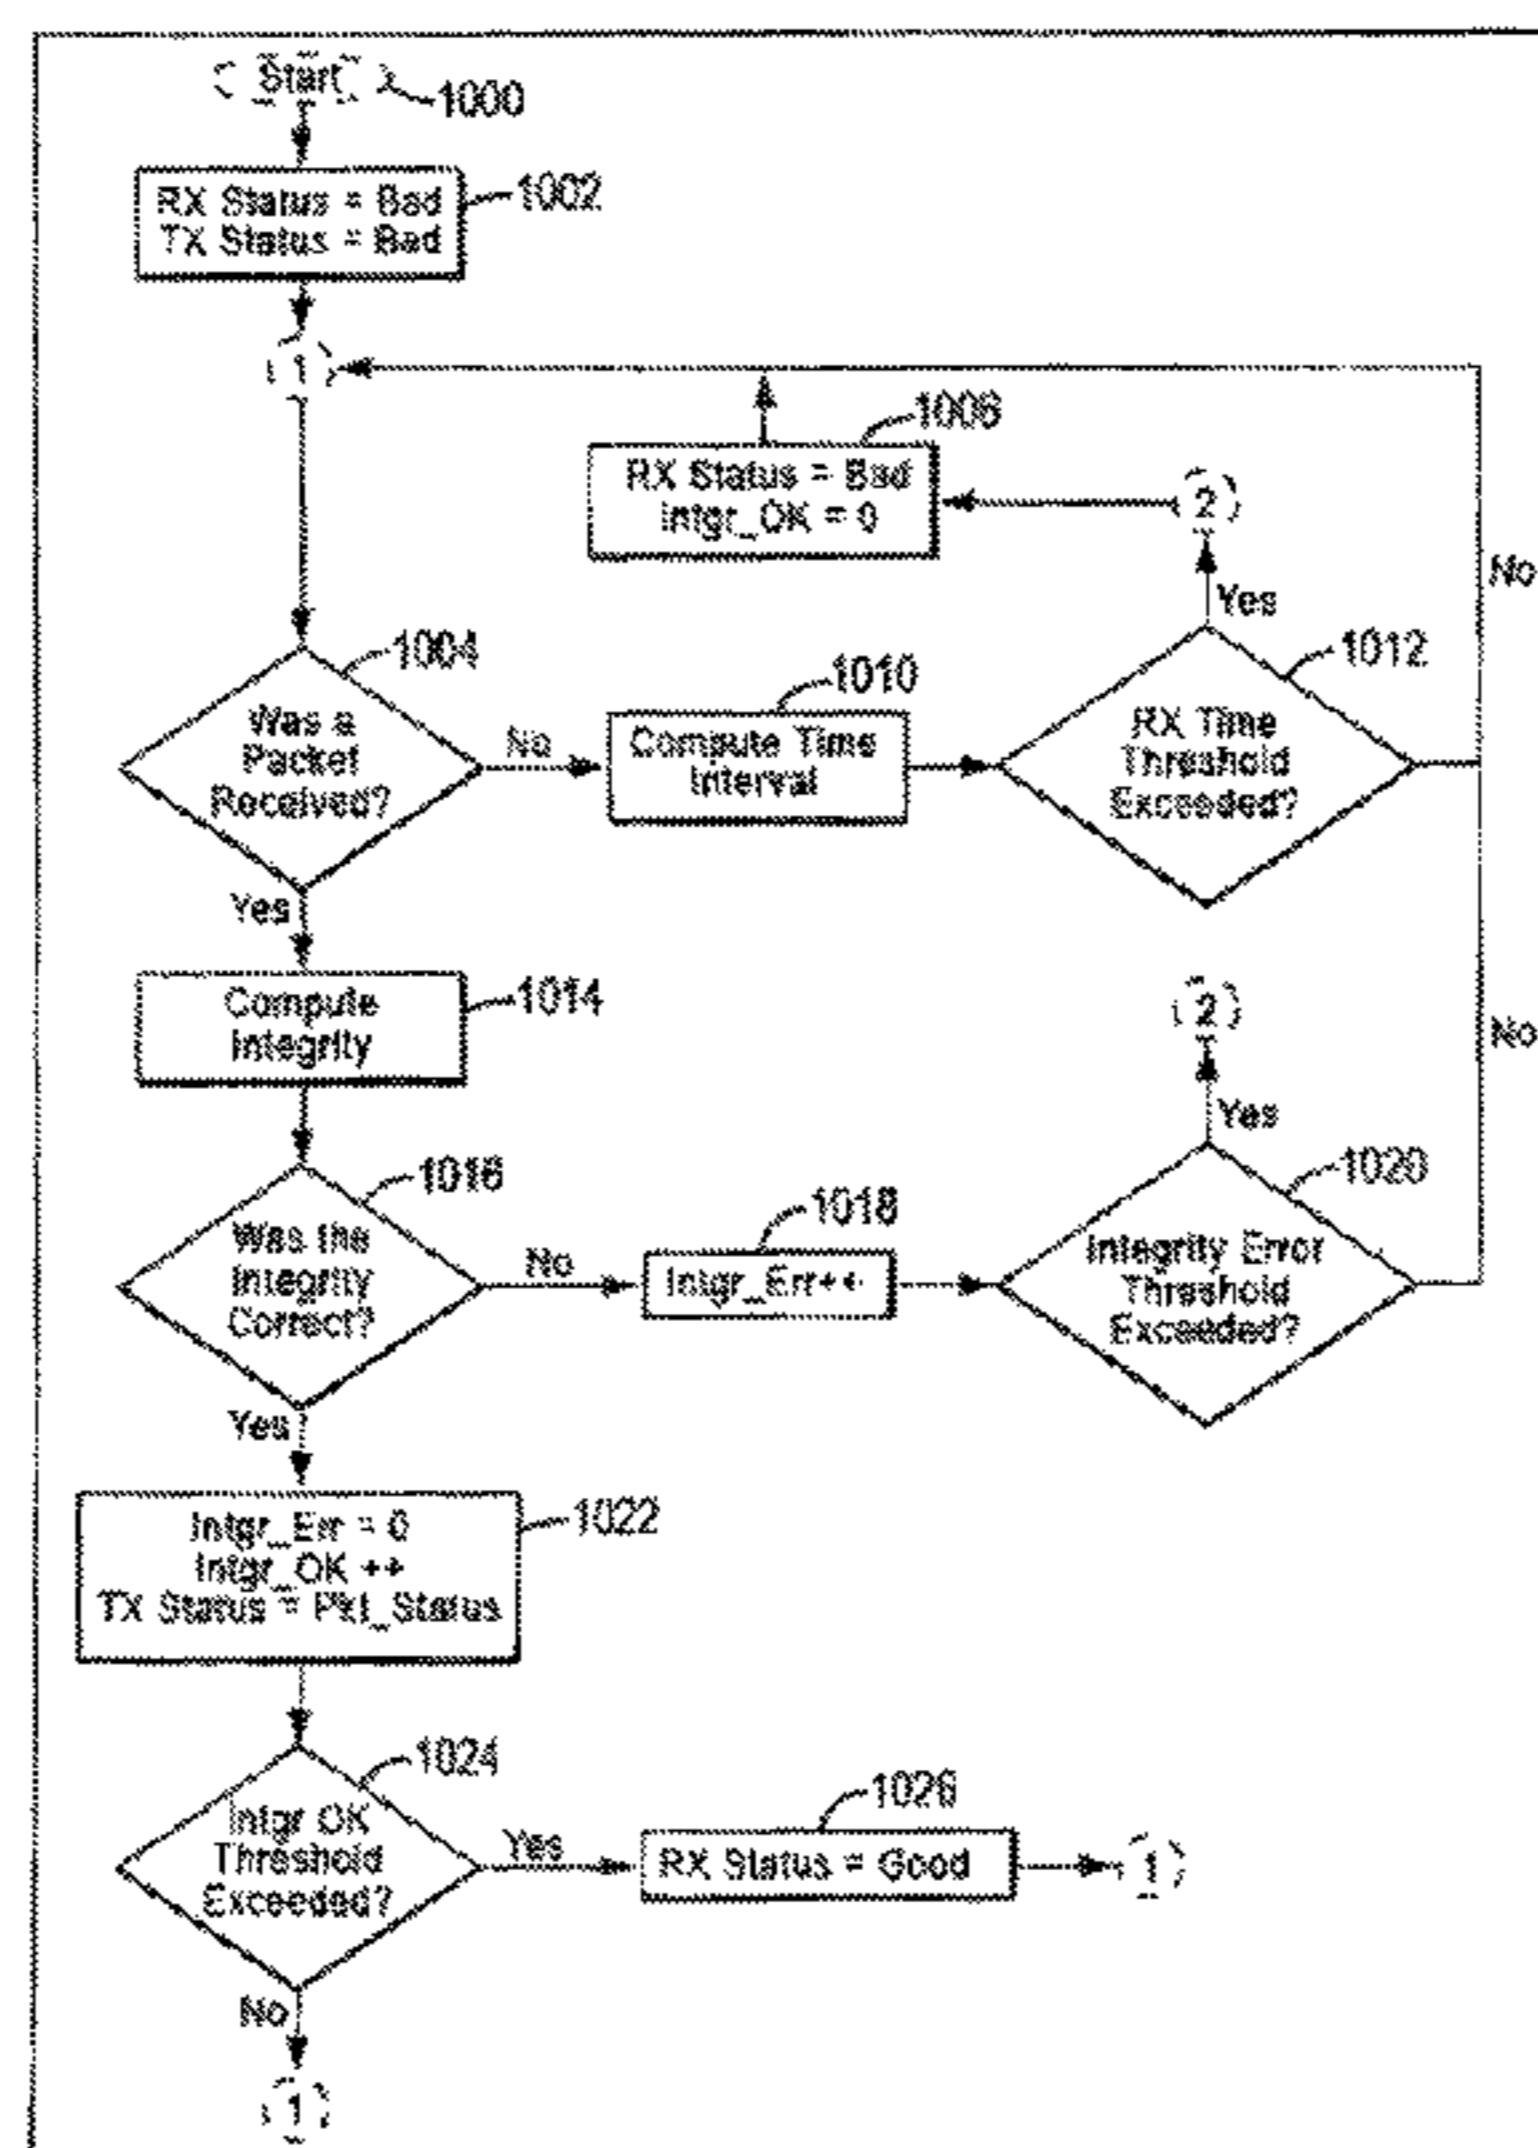 Start
1000
RX Status = Bad
TX Status = Bad
1002
1
1006
RX Status = Bad
Intgr_OK = 0
2
No
Yes
1004
Was a
Packet
Received?
No
1010
Compute Time
Interval
1012
RX Time
Threshold
Exceeded?
Yes
Compute
Integrity
1014
2
No
Yes
1016
Was the
Integrity
Correct?
No
1018
Intgr_Err++
1020
Integrity Error
Threshold
Exceeded?
Yes
Intgr_Err = 0
Intgr_OK ++
TX Status = Pkt_Status
1022
1024
Intgr OK
Threshold
Exceeded?
Yes
1026
RX Status = Good
1
No
1